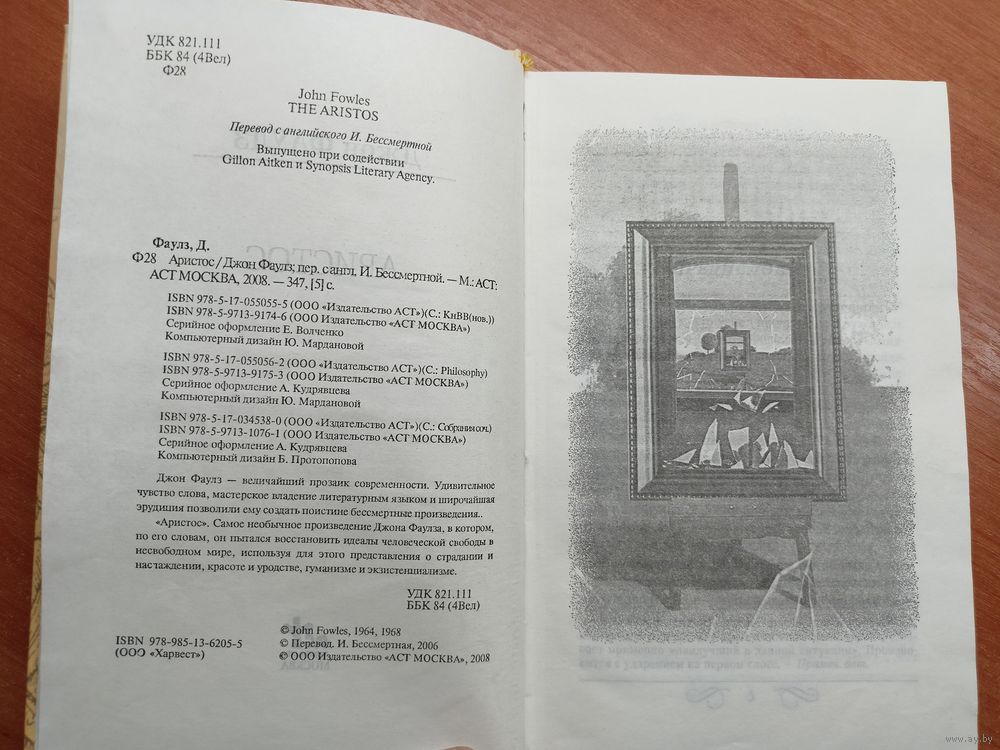 УДК 821.111
ББК 84 (4Вел)
Ф28
John Fowles
THE ARISTOS
Перевод с английского И. Бессмертной
Выпущено при содействии
Gillon Aitken и Synopsis Literary Agency.
Фаулз, Д.
Ф28 Аристос / Джон Фаулз; пер. с англ. И. Бессмертной. — М.: АСТ:
АСТ МОСКВА, 2008. — 347, [5] с.
ISBN 978-5-17-055055-5 (ООО «Издательство АСТ»)(С.: КнВВ(нов.))
ISBN 978-5-9713-9174-6 (ООО Издательство «АСТ МОСКВА»)
Серийное оформление Е. Волченко
Компьютерный дизайн Ю. Мардановой
ISBN 978-5-17-055056-2 (ООО «Издательство АСТ»)(С.: Philosophy)
ISBN 978-5-9713-9175-3 (ООО Издательство «АСТ МОСКВА»)
Серийное оформление А. Кудрявцева
Компьютерный дизайн Ю. Мардановой
ISBN 978-5-17-034538-0 (ООО «Издательство АСТ»)(С.: Собрания соч.)
ISBN 978-5-9713-1076-1 (ООО Издательство «АСТ МОСКВА»)
Серийное оформление А. Кудрявцева
Компьютерный дизайн Б. Протопопова
Джон Фаулз — величайший прозаик современности. Удивительное
чувство слова, мастерское владение литературным языком и широчайшая
эрудиция позволили ему создать поистине бессмертные произведения..
«Аристос». Самое необычное произведение Джона Фаулза, в котором,
по его словам, он пытался восстановить идеалы человеческой свободы в
несвободном мире, используя для этого представления о страдании и
наслаждении, красоте и уродстве, гуманизме и экзистенциализме.
УДК 821.111
ББК 84 (4Вел)
© John Fowles, 1964, 1968
© Перевод. И. Бессмертная, 2006
© ООО Издательство «АСТ МОСКВА», 2008
ISBN 978-985-13-6205-5
(ООО «Харвест»)
www.ay.by